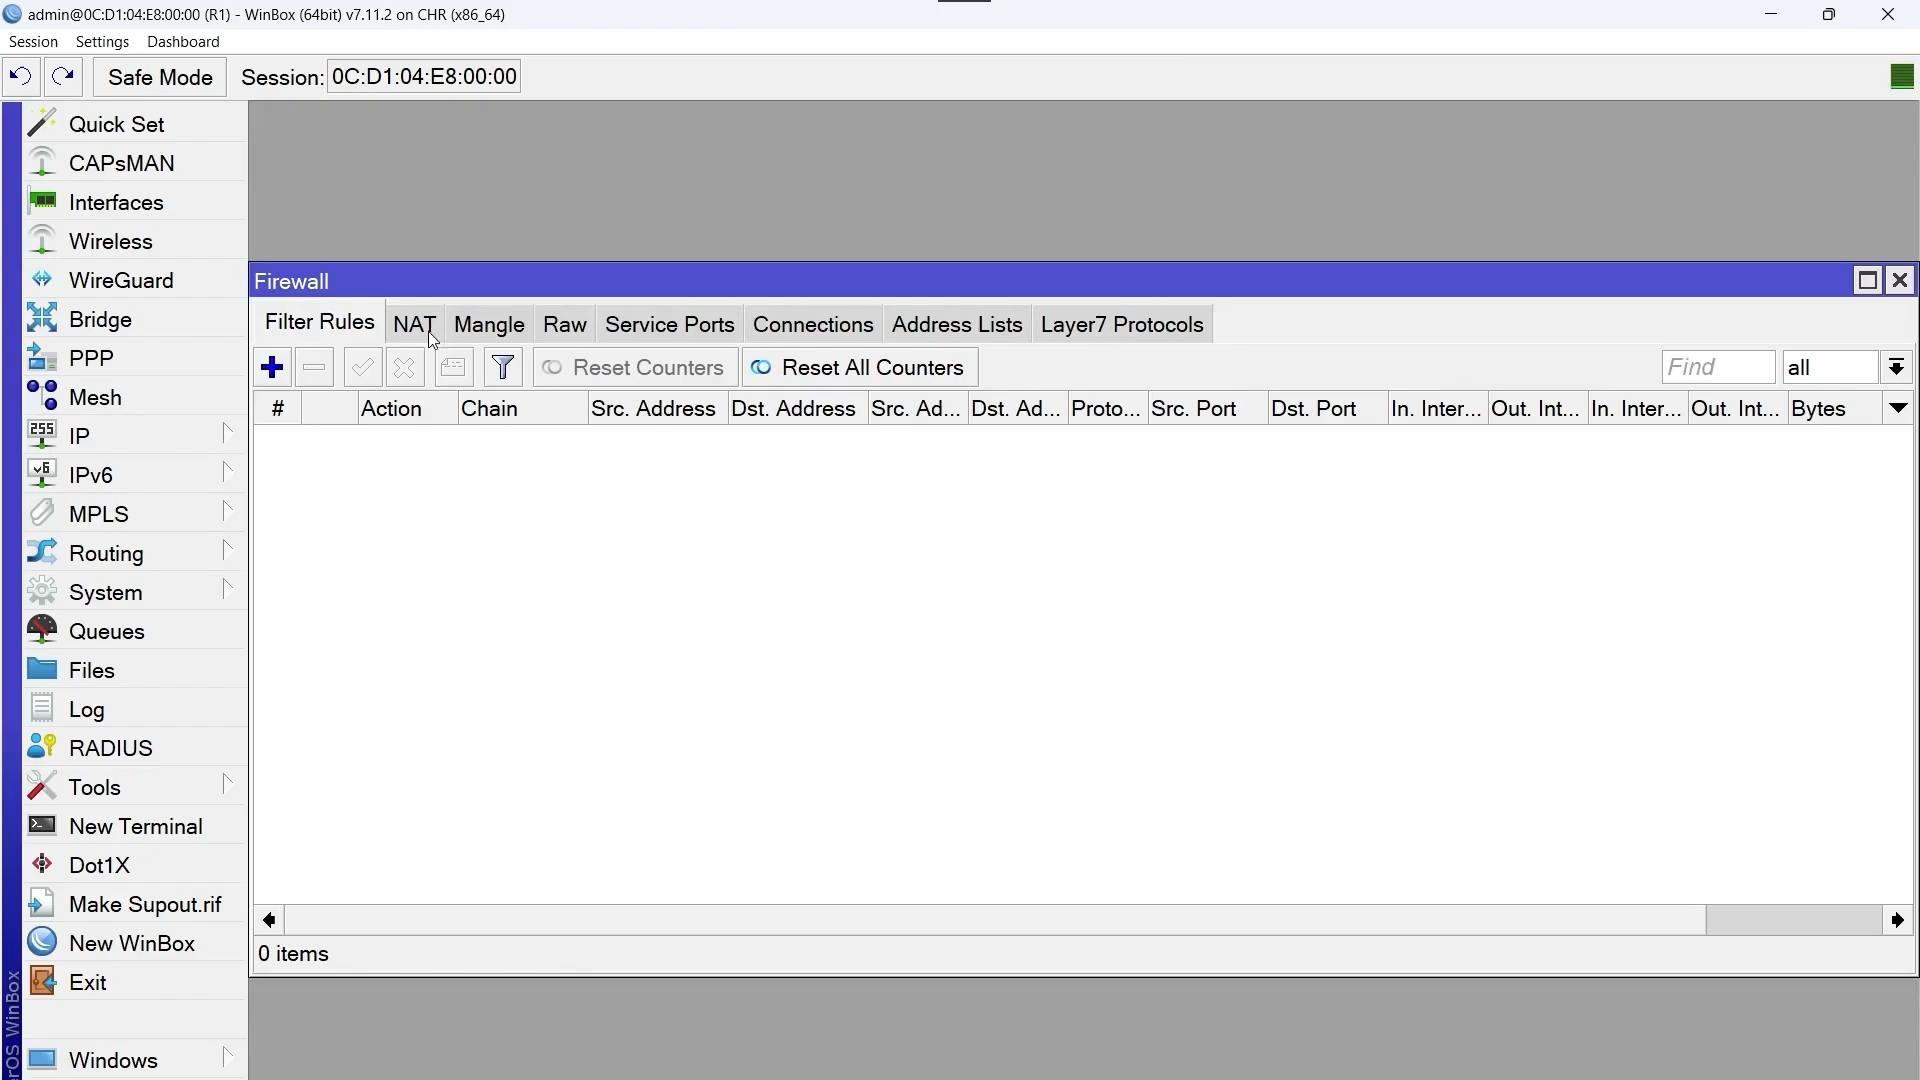 admin@0C:D1:04:E8:00:00 (R1) - WinBox (64bit) v7.11.2 on CHR (x86_64)
Session Settings Dashboard
Safe Mode Session: 0C:D1:04:E8:00:00
Quick Set
CAPsMAN
Interfaces
Wireless
WireGuard
Bridge
PPP
Mesh
255 IP
v6 IPv6
MPLS
Routing
System
Queues
Files
Log
RADIUS
Tools
New Terminal
Dot1X
Make Supout.rif
New WinBox
Exit
Windows
rOS WinBox
Firewall
Filter Rules NAT Mangle Raw Service Ports Connections Address Lists Layer7 Protocols
Reset Counters Reset All Counters Find all
# Action Chain Src. Address Dst. Address Src. Ad... Dst. Ad... Proto... Src. Port Dst. Port In. Inter... Out. Int... In. Inter... Out. Int... Bytes
0 items